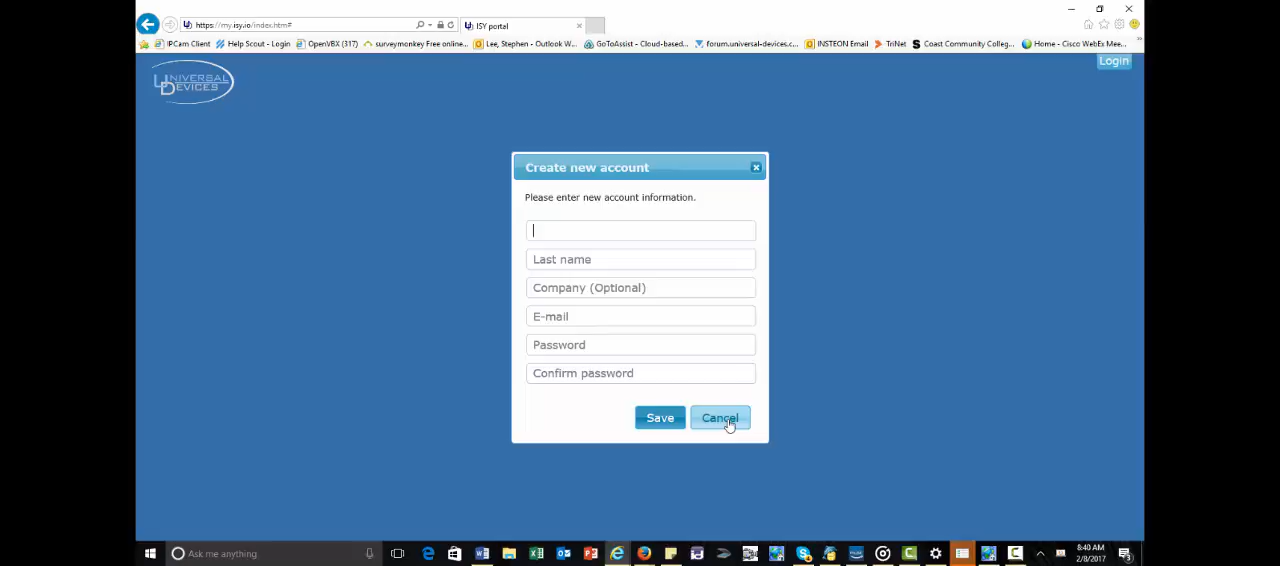 https://my.isy.io/index.htm#
ISY portal
IPCam Client
Help Scout - Login
OpenVBX (317)
surveymonkey Free online...
Lee, Stephen - Outlook W...
GoToAssist - Cloud-based...
forum.universal-devices.c...
INSTEON Email
TriNet
Coast Community Colleg...
Home - Cisco WebEx Mee...
Login
UNIVERSAL
DEVICES
Create new account
Please enter new account information.
Last name
Company (Optional)
E-mail
Password
Confirm password
Save
Cancel
Ask me anything
8:40 AM
2/8/2017